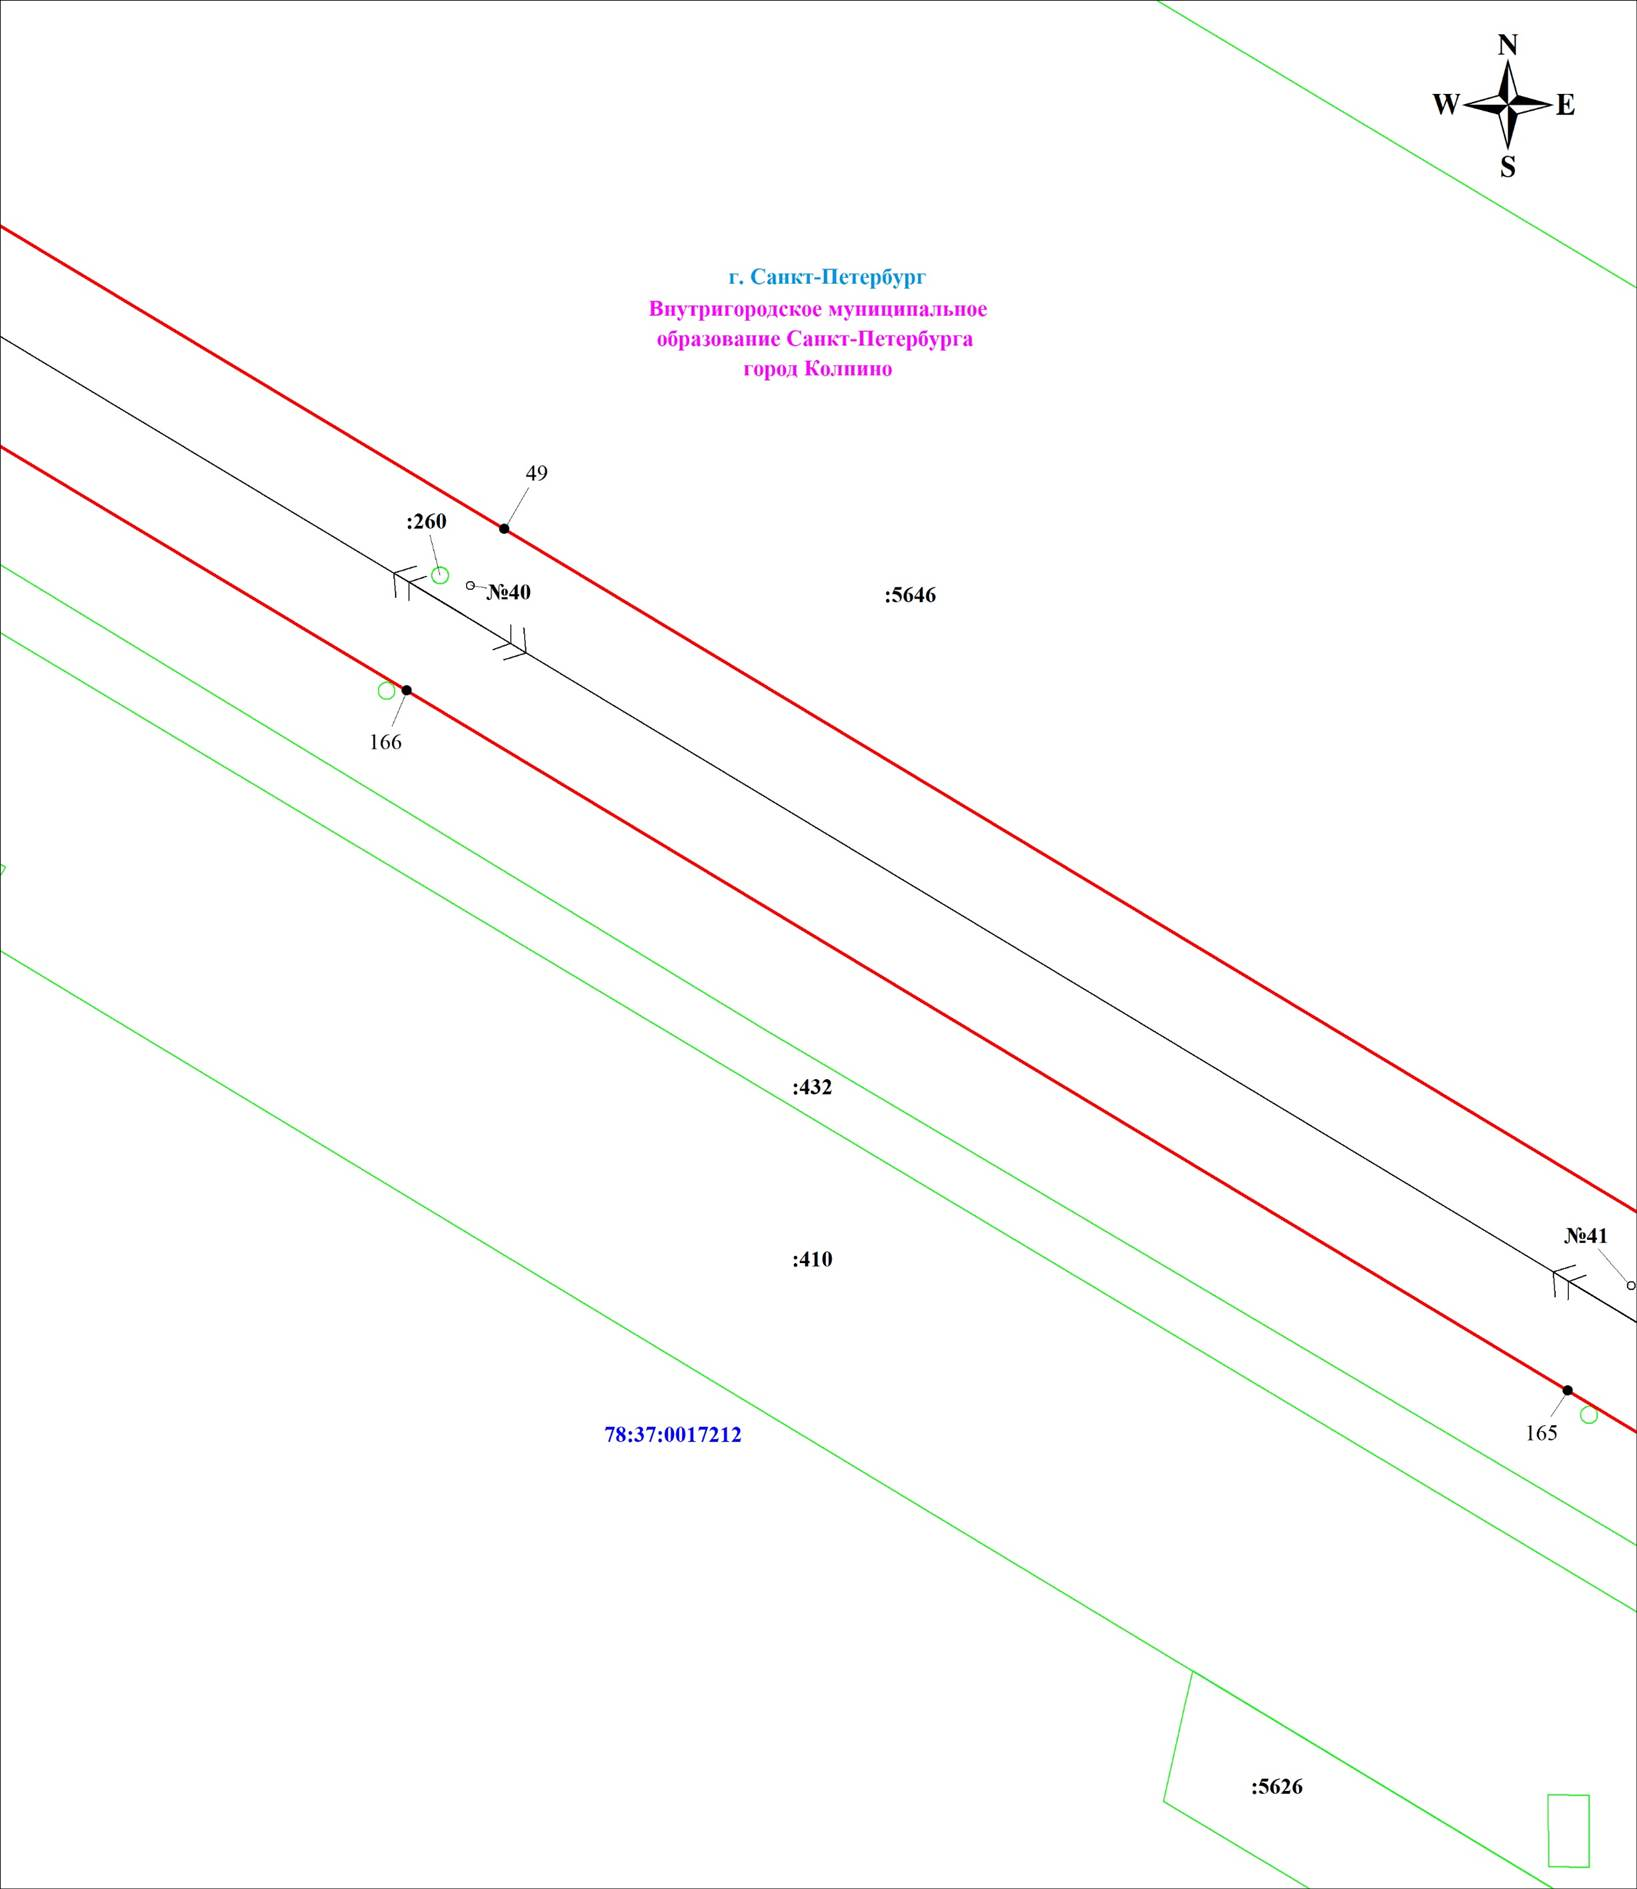 N
W E
S
г. Санкт-Петербург
Внутригородское муниципальное
образование Санкт-Петербурга
город Колпино
49
:260
№40
:5646
166
:432
№41
:410
165
78:37:0017212
:5626